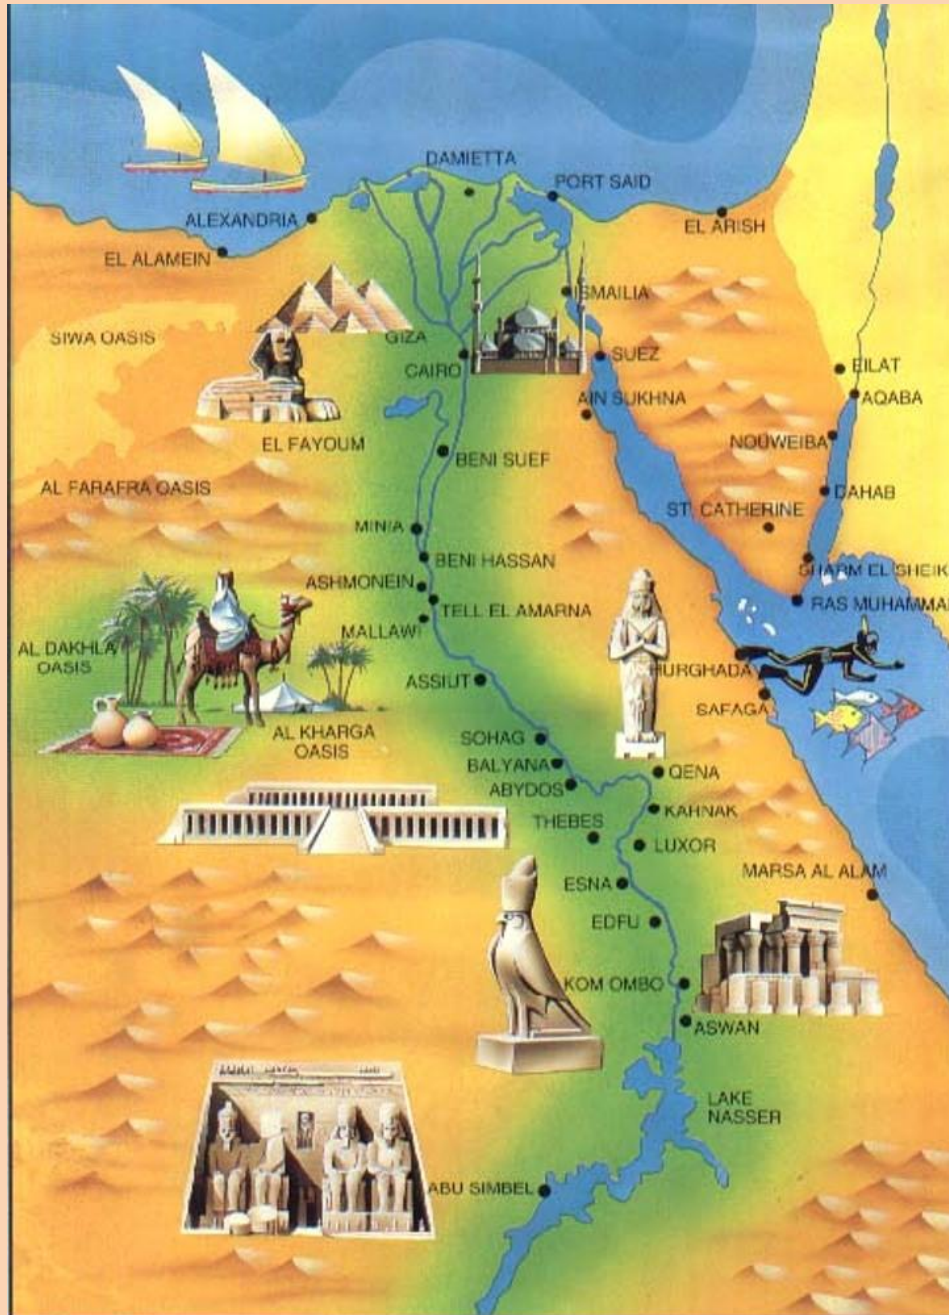 DAMIETTA
PORT SAID
ALEXANDRIA
EL ARISH
EL ALAMEIN
ISMAILIA
SIWA OASIS
GIZA
SUEZ
CAIRO
EILAT
AIN SUKHNA
AQABA
EL FAYOUM
NOUWEIBA
BENI SUEF
AL FARAFRA OASIS
DAHAB
ST. CATHERINE
MINIA
BENI HASSAN
SHARM EL SHEIK
ASHMONEIN
TELL EL AMARNA
RAS MUHAMMAD
MALLAWI
AL DAKHLA
OASIS
HURGHADA
ASSIUT
SAFAGA
AL KHARGA
OASIS
SOHAG
BALYANA
QENA
ABYDOS
KAHNAK
THEBES
LUXOR
MARSA AL ALAM
ESNA
EDFU
KOM OMBO
ASWAN
LAKE
NASSER
ABU SIMBEL